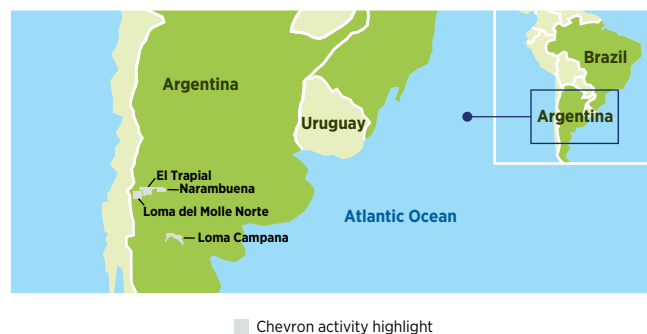 Argentina
Uruguay
El Trapial
Narambuena
Loma del Molle Norte
Loma Campana
Atlantic Ocean
Brazil
Argentina
Chevron activity highlight